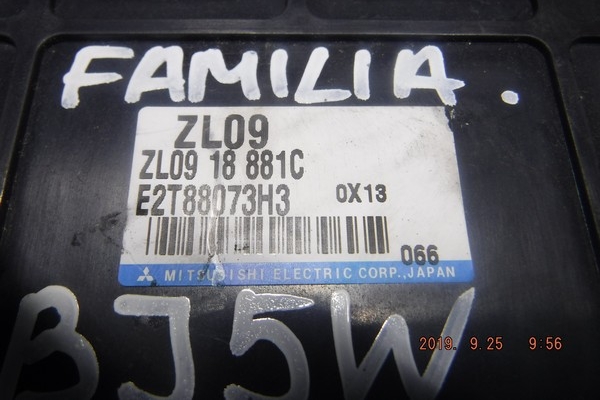 FAMILIA.
ZL09
ZL09 18 881C
E2T88073H3 0X13
066
MITSUBISHI ELECTRIC CORP., JAPAN
BJ5W
2019. 9.25 9:56